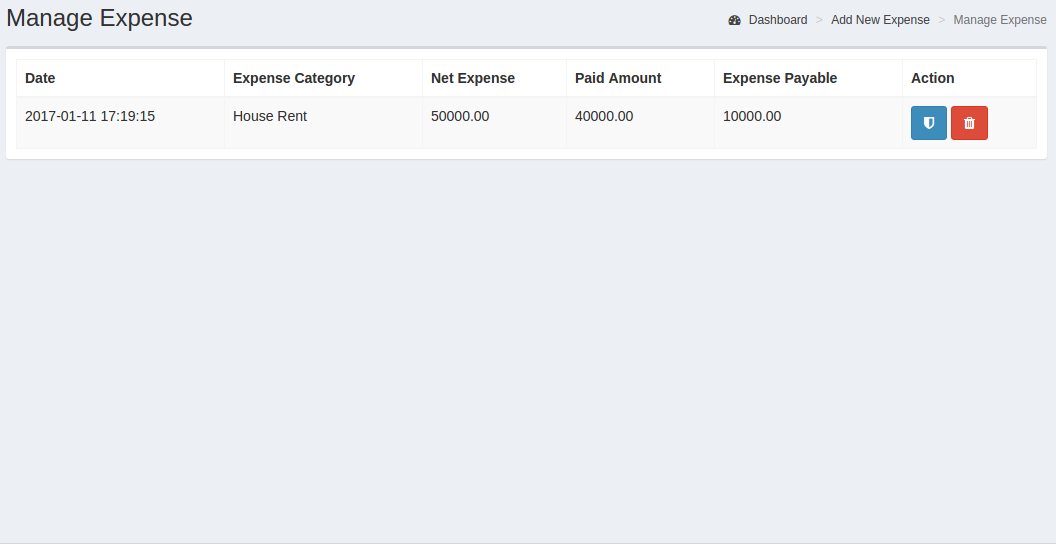 Manage Expense
Dashboard > Add New Expense > Manage Expense
Date Expense Category Net Expense Paid Amount Expense Payable Action
2017-01-11 17:19:15 House Rent 50000.00 40000.00 10000.00